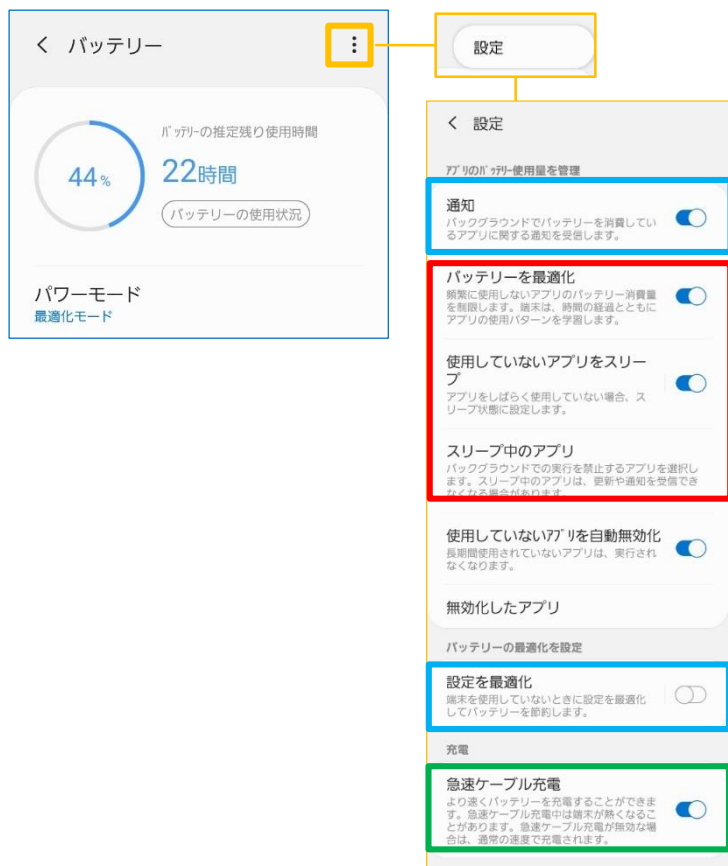 バッテリー
設定
バッテリーの推定残り使用時間
44%
22時間
バッテリーの使用状況
パワーモード
最適化モード
設定
アプリのバッテリー使用量を管理
通知
バックグラウンドでバッテリーを消費してい
るアプリに関する通知を受信します。
バッテリーを最適化
頻繁に使用しないアプリのバッテリー消費量
を制限します。端末は、時間の経過とともに
アプリの使用パターンを学習します。
使用していないアプリをスリー
プ
アプリをしばらく使用していない場合、ス
リープ状態に設定します。
スリープ中のアプリ
バックグラウンドでの実行を禁止するアプリを選択し
ます。スリープ中のアプリは、更新や通知を受信でき
なくなる場合があります。
使用していないアプリを自動無効化
長期間使用されていないアプリは、実行され
なくなります。
無効化したアプリ
バッテリーの最適化を設定
設定を最適化
端末を使用していないときに設定を最適化
してバッテリーを節約します。
充電
急速ケーブル充電
より速くバッテリーを充電することができま
す。急速ケーブル充電中は端末が熱くなるこ
とがあります。急速ケーブル充電が無効な場
合は、通常の速度で充電されます。